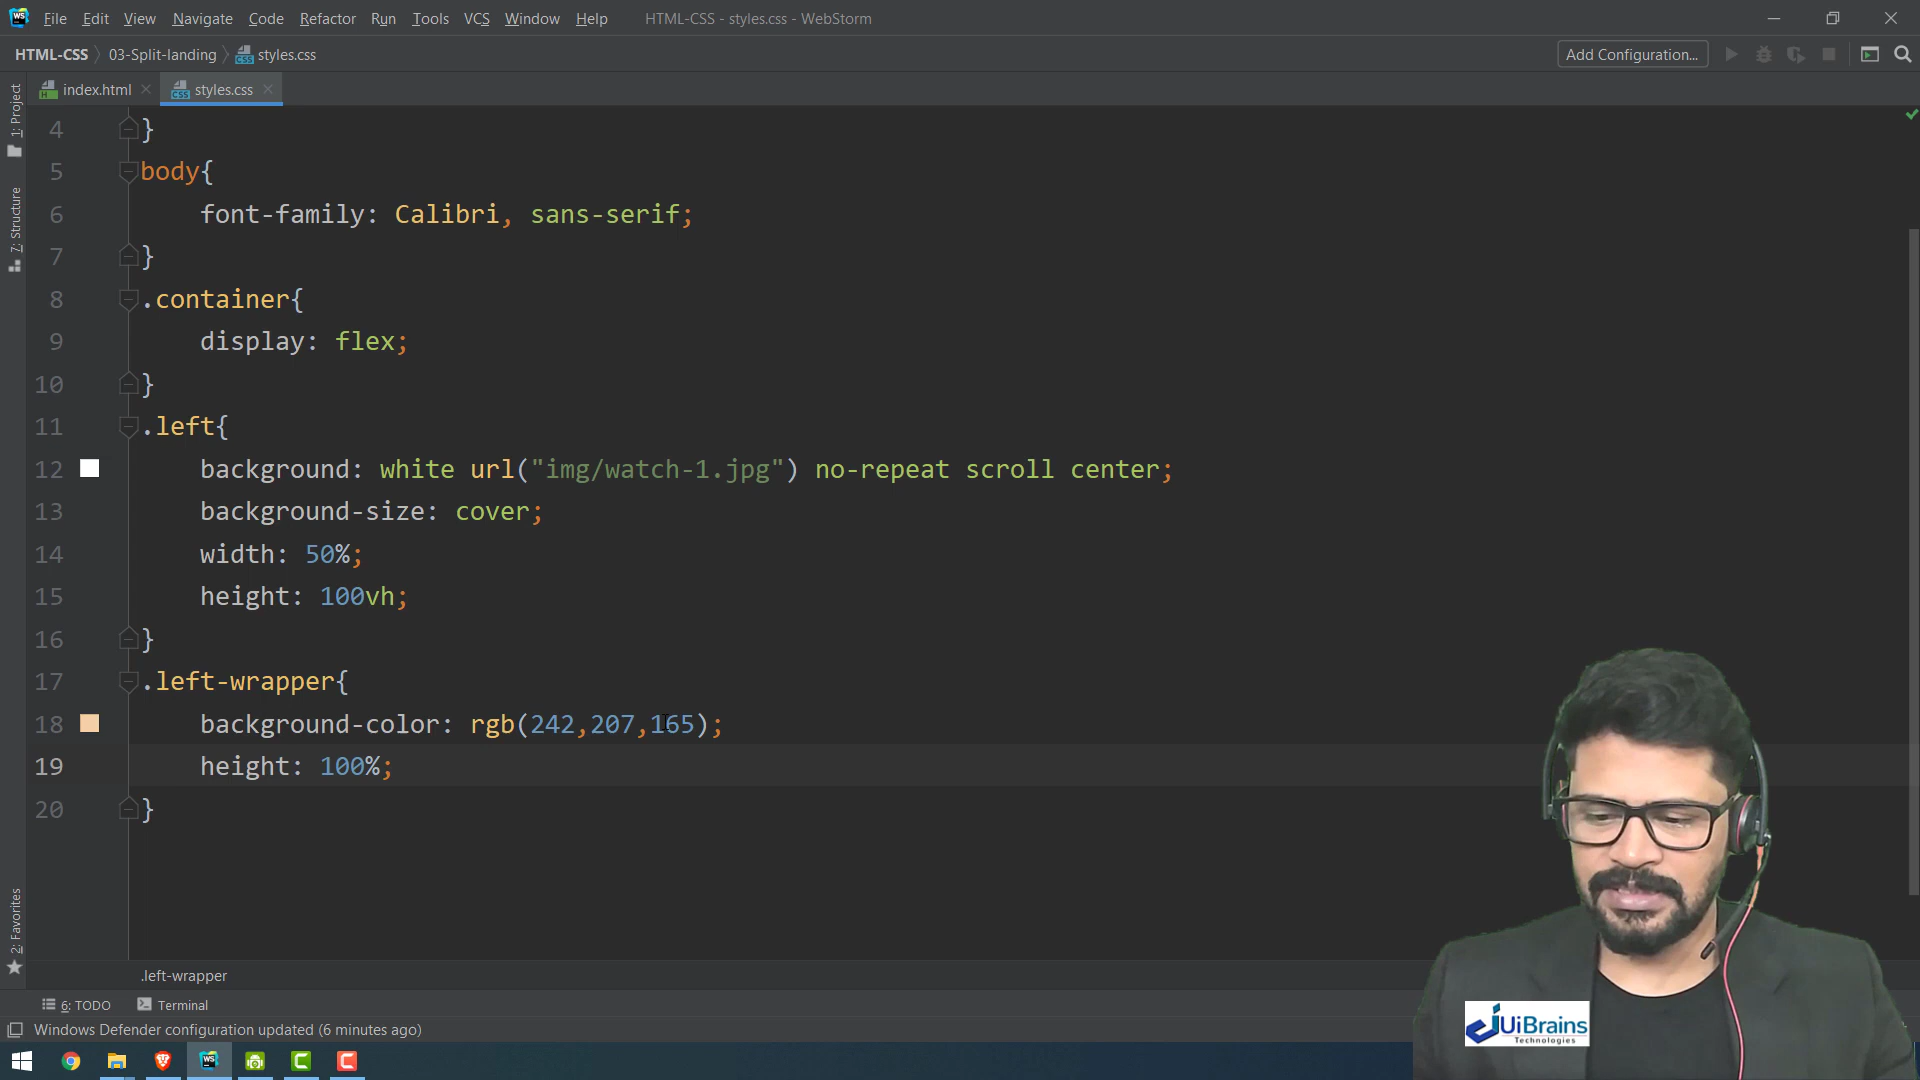 File Edit View Navigate Code Refactor Run Tools VCS Window Help HTML-CSS - styles.css - WebStorm
HTML-CSS 03-Split-landing styles.css Add Configuration...
index.html styles.css
1: Project
7: Structure
2: Favorites
4 }
5 body{
6 font-family: Calibri, sans-serif;
7 }
8 .container{
9 display: flex;
10 }
11 .left{
12 background: white url("img/watch-1.jpg") no-repeat scroll center;
13 background-size: cover;
14 width: 50%;
15 height: 100vh;
16 }
17 .left-wrapper{
18 background-color: rgb(242,207,165);
19 height: 100%;
20 }
.left-wrapper
6: TODO Terminal
Windows Defender configuration updated (6 minutes ago)
UiBrains
Technologies